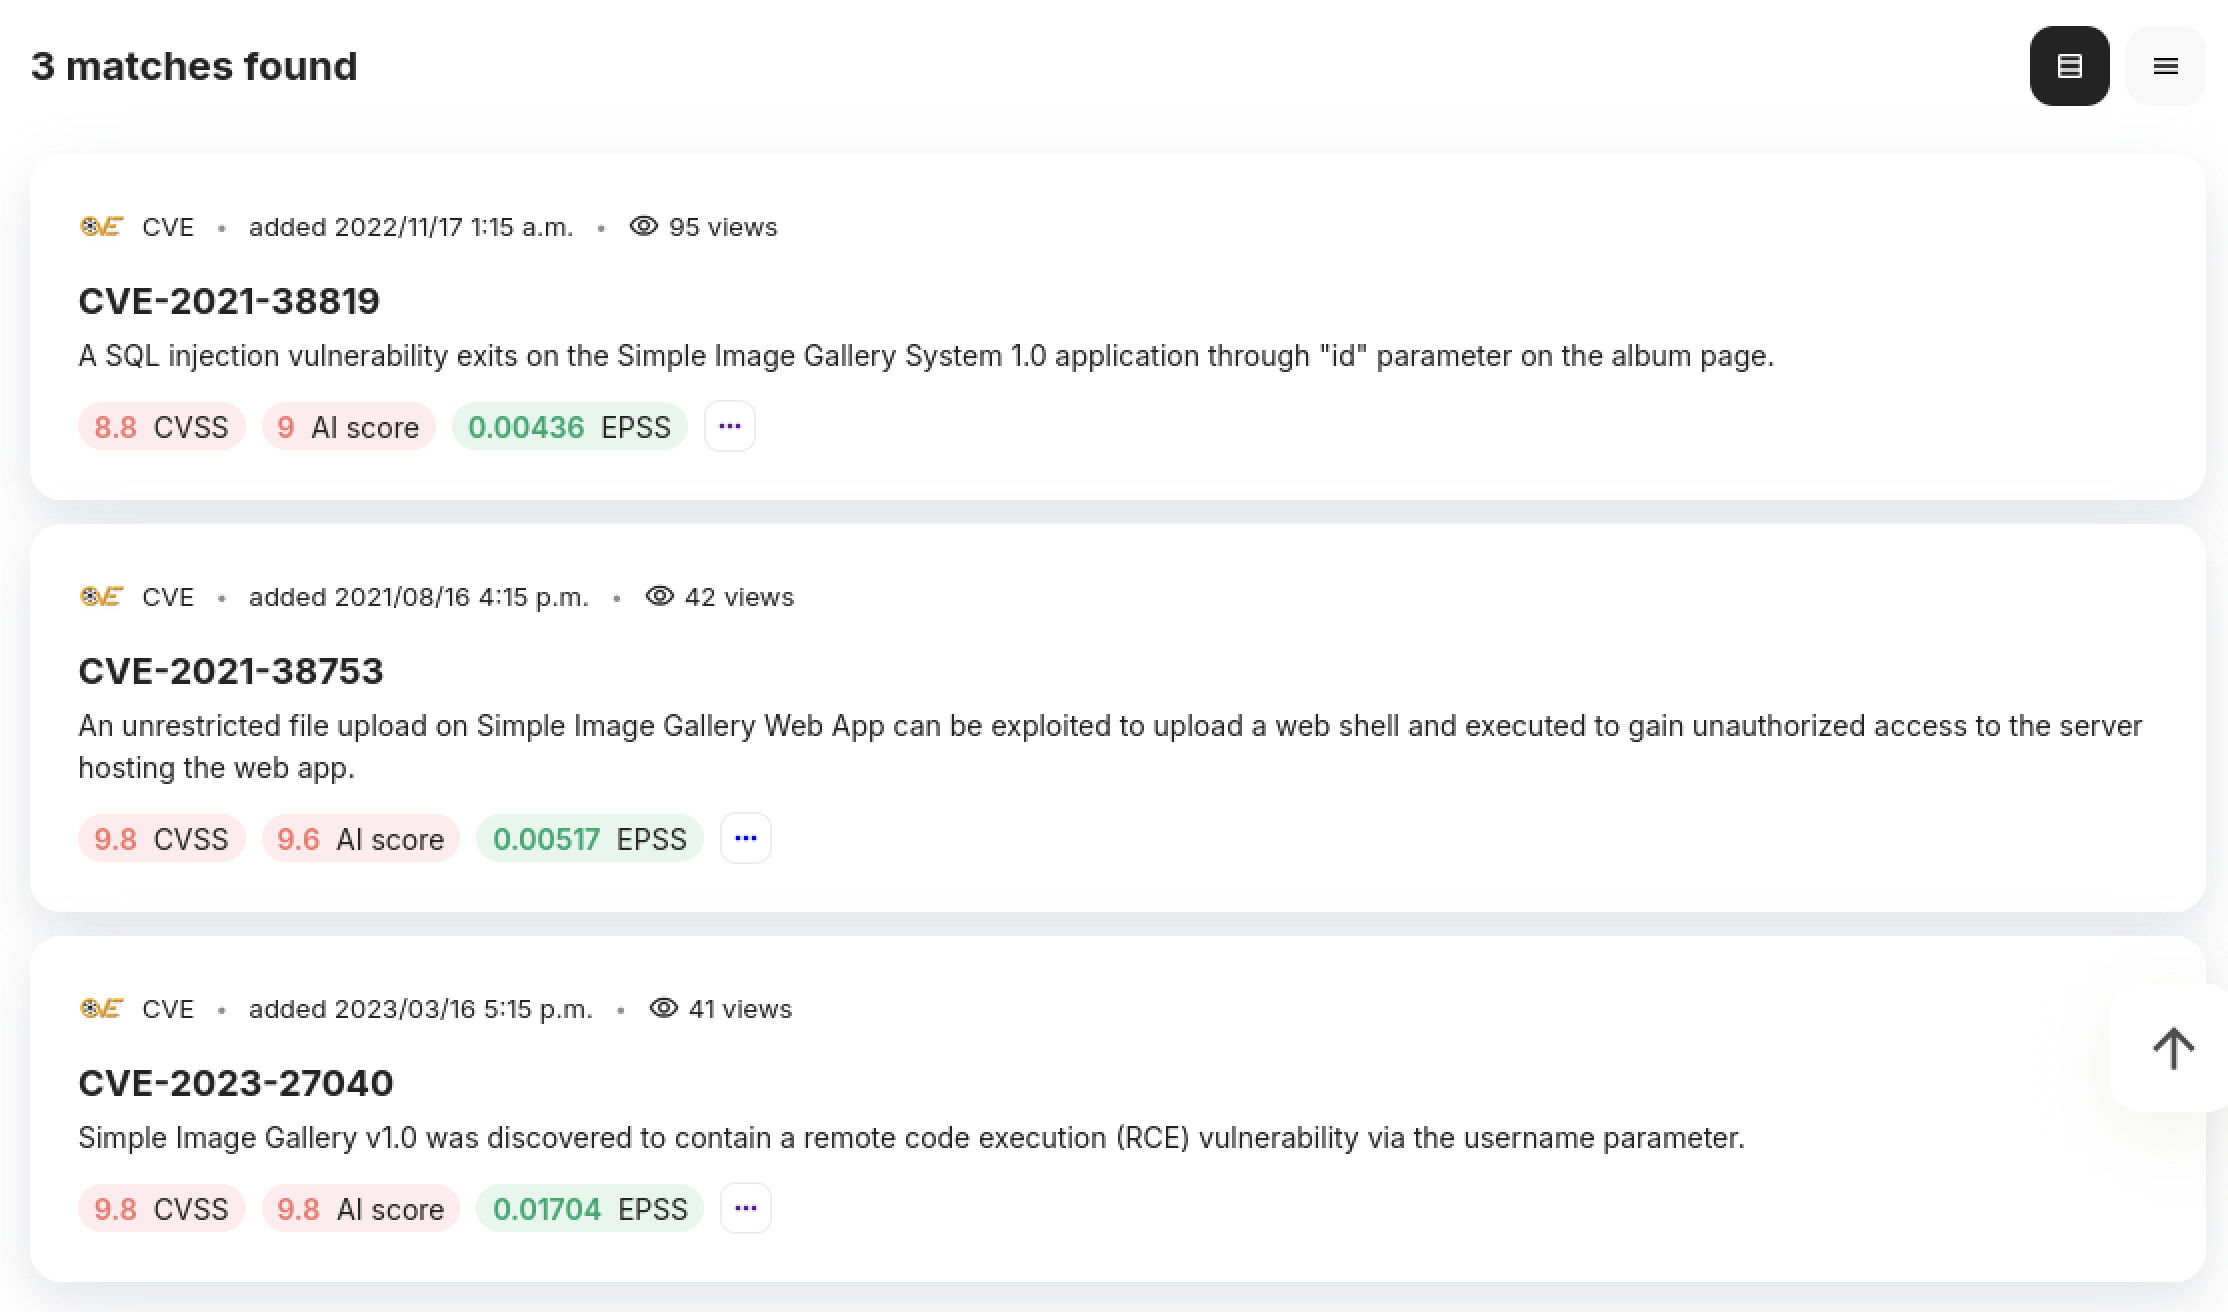 3 matches found
CVE CVE • added 2022/11/17 1:15 a.m. • 95 views
CVE-2021-38819
A SQL injection vulnerability exits on the Simple Image Gallery System 1.0 application through "id" parameter on the album page.
8.8 CVSS 9 AI score 0.00436 EPSS ...
CVE CVE • added 2021/08/16 4:15 p.m. • 42 views
CVE-2021-38753
An unrestricted file upload on Simple Image Gallery Web App can be exploited to upload a web shell and executed to gain unauthorized access to the server
hosting the web app.
9.8 CVSS 9.6 AI score 0.00517 EPSS ...
CVE CVE • added 2023/03/16 5:15 p.m. • 41 views
CVE-2023-27040
Simple Image Gallery v1.0 was discovered to contain a remote code execution (RCE) vulnerability via the username parameter.
9.8 CVSS 9.8 AI score 0.01704 EPSS ...